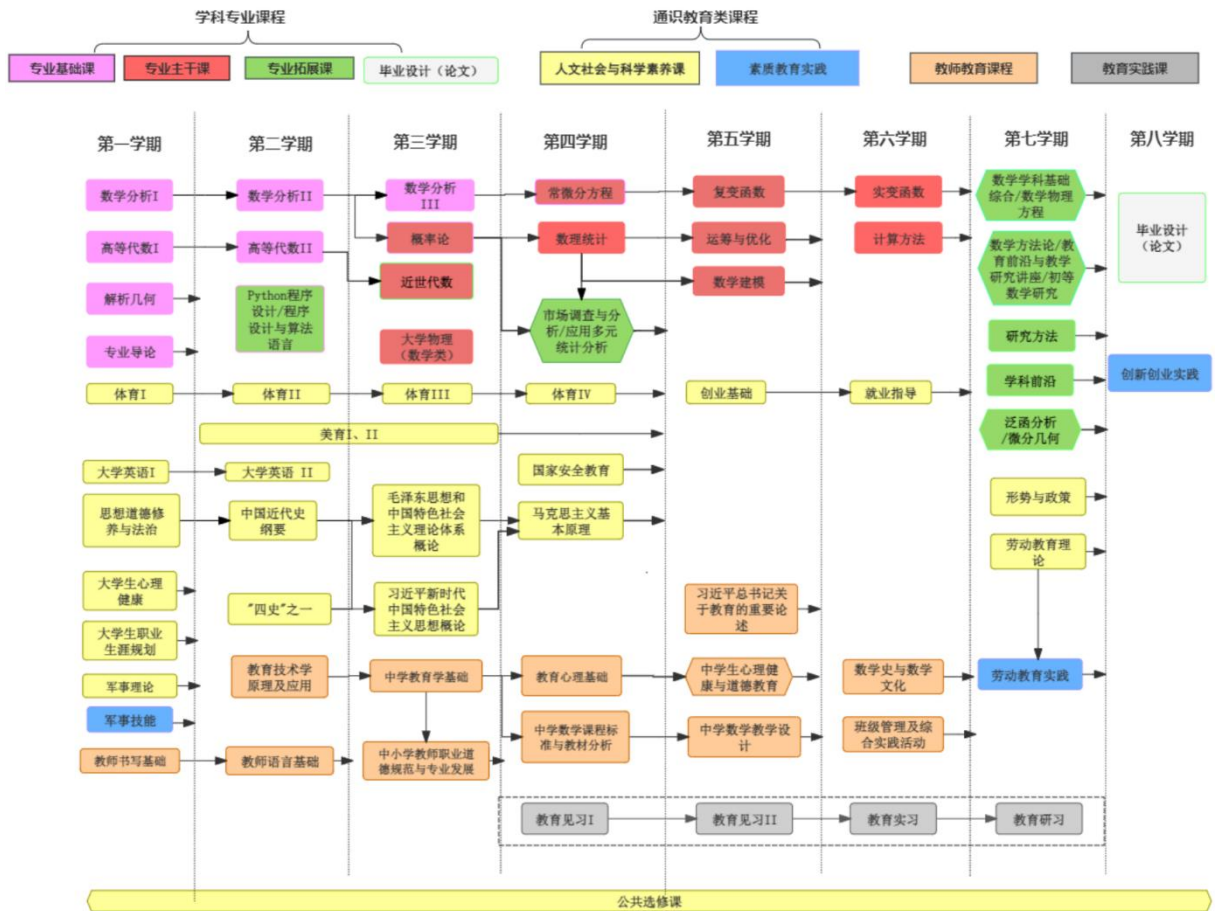 学科专业课程
通识教育类课程
专业基础课
专业主干课
专业拓展课
毕业设计（论文）
人文社会与科学素养课
素质教育实践
教师教育课程
教育实践课
第一学期
第二学期
第三学期
第四学期
第五学期
第六学期
第七学期
第八学期
数学分析I
数学分析II
数学分析
III
常微分方程
复变函数
实变函数
数学学科基础
综合/数学物理
方程
毕业设计
（论文）
高等代数I
高等代数II
概率论
数理统计
运筹与优化
计算方法
数学方法论/教
育前沿与教学
研究讲座/初等
数学研究
近世代数
数学建模
解析几何
Python程序
设计/程序
设计与算法
语言
市场调查与分
析/应用多元
统计分析
专业导论
大学物理
（数学类）
研究方法
学科前沿
创新创业实践
体育I
体育II
体育III
体育IV
创业基础
就业指导
泛函分析
/微分几何
美育I、II
大学英语I
大学英语 II
国家安全教育
形势与政策
思想道德修
养与法治
中国近代史
纲要
毛泽东思想和
中国特色社会
主义理论体系
概论
马克思主义基
本原理
劳动教育理
论
大学生心理
健康
"四史"之一
习近平新时代
中国特色社会
主义思想概论
习近平总书记关
于教育的重要论
述
大学生职业
生涯规划
军事理论
教育技术学
原理及应用
中学教育学基础
教育心理基础
中学生心理健
康与道德教育
数学史与数学
文化
劳动教育实践
军事技能
中学数学课程标
准与教材分析
中学数学教学设
计
班级管理及综
合实践活动
教师书写基础
教师语言基础
中小学教师职业道
德规范与专业发展
教育见习I
教育见习II
教育实习
教育研习
公共选修课